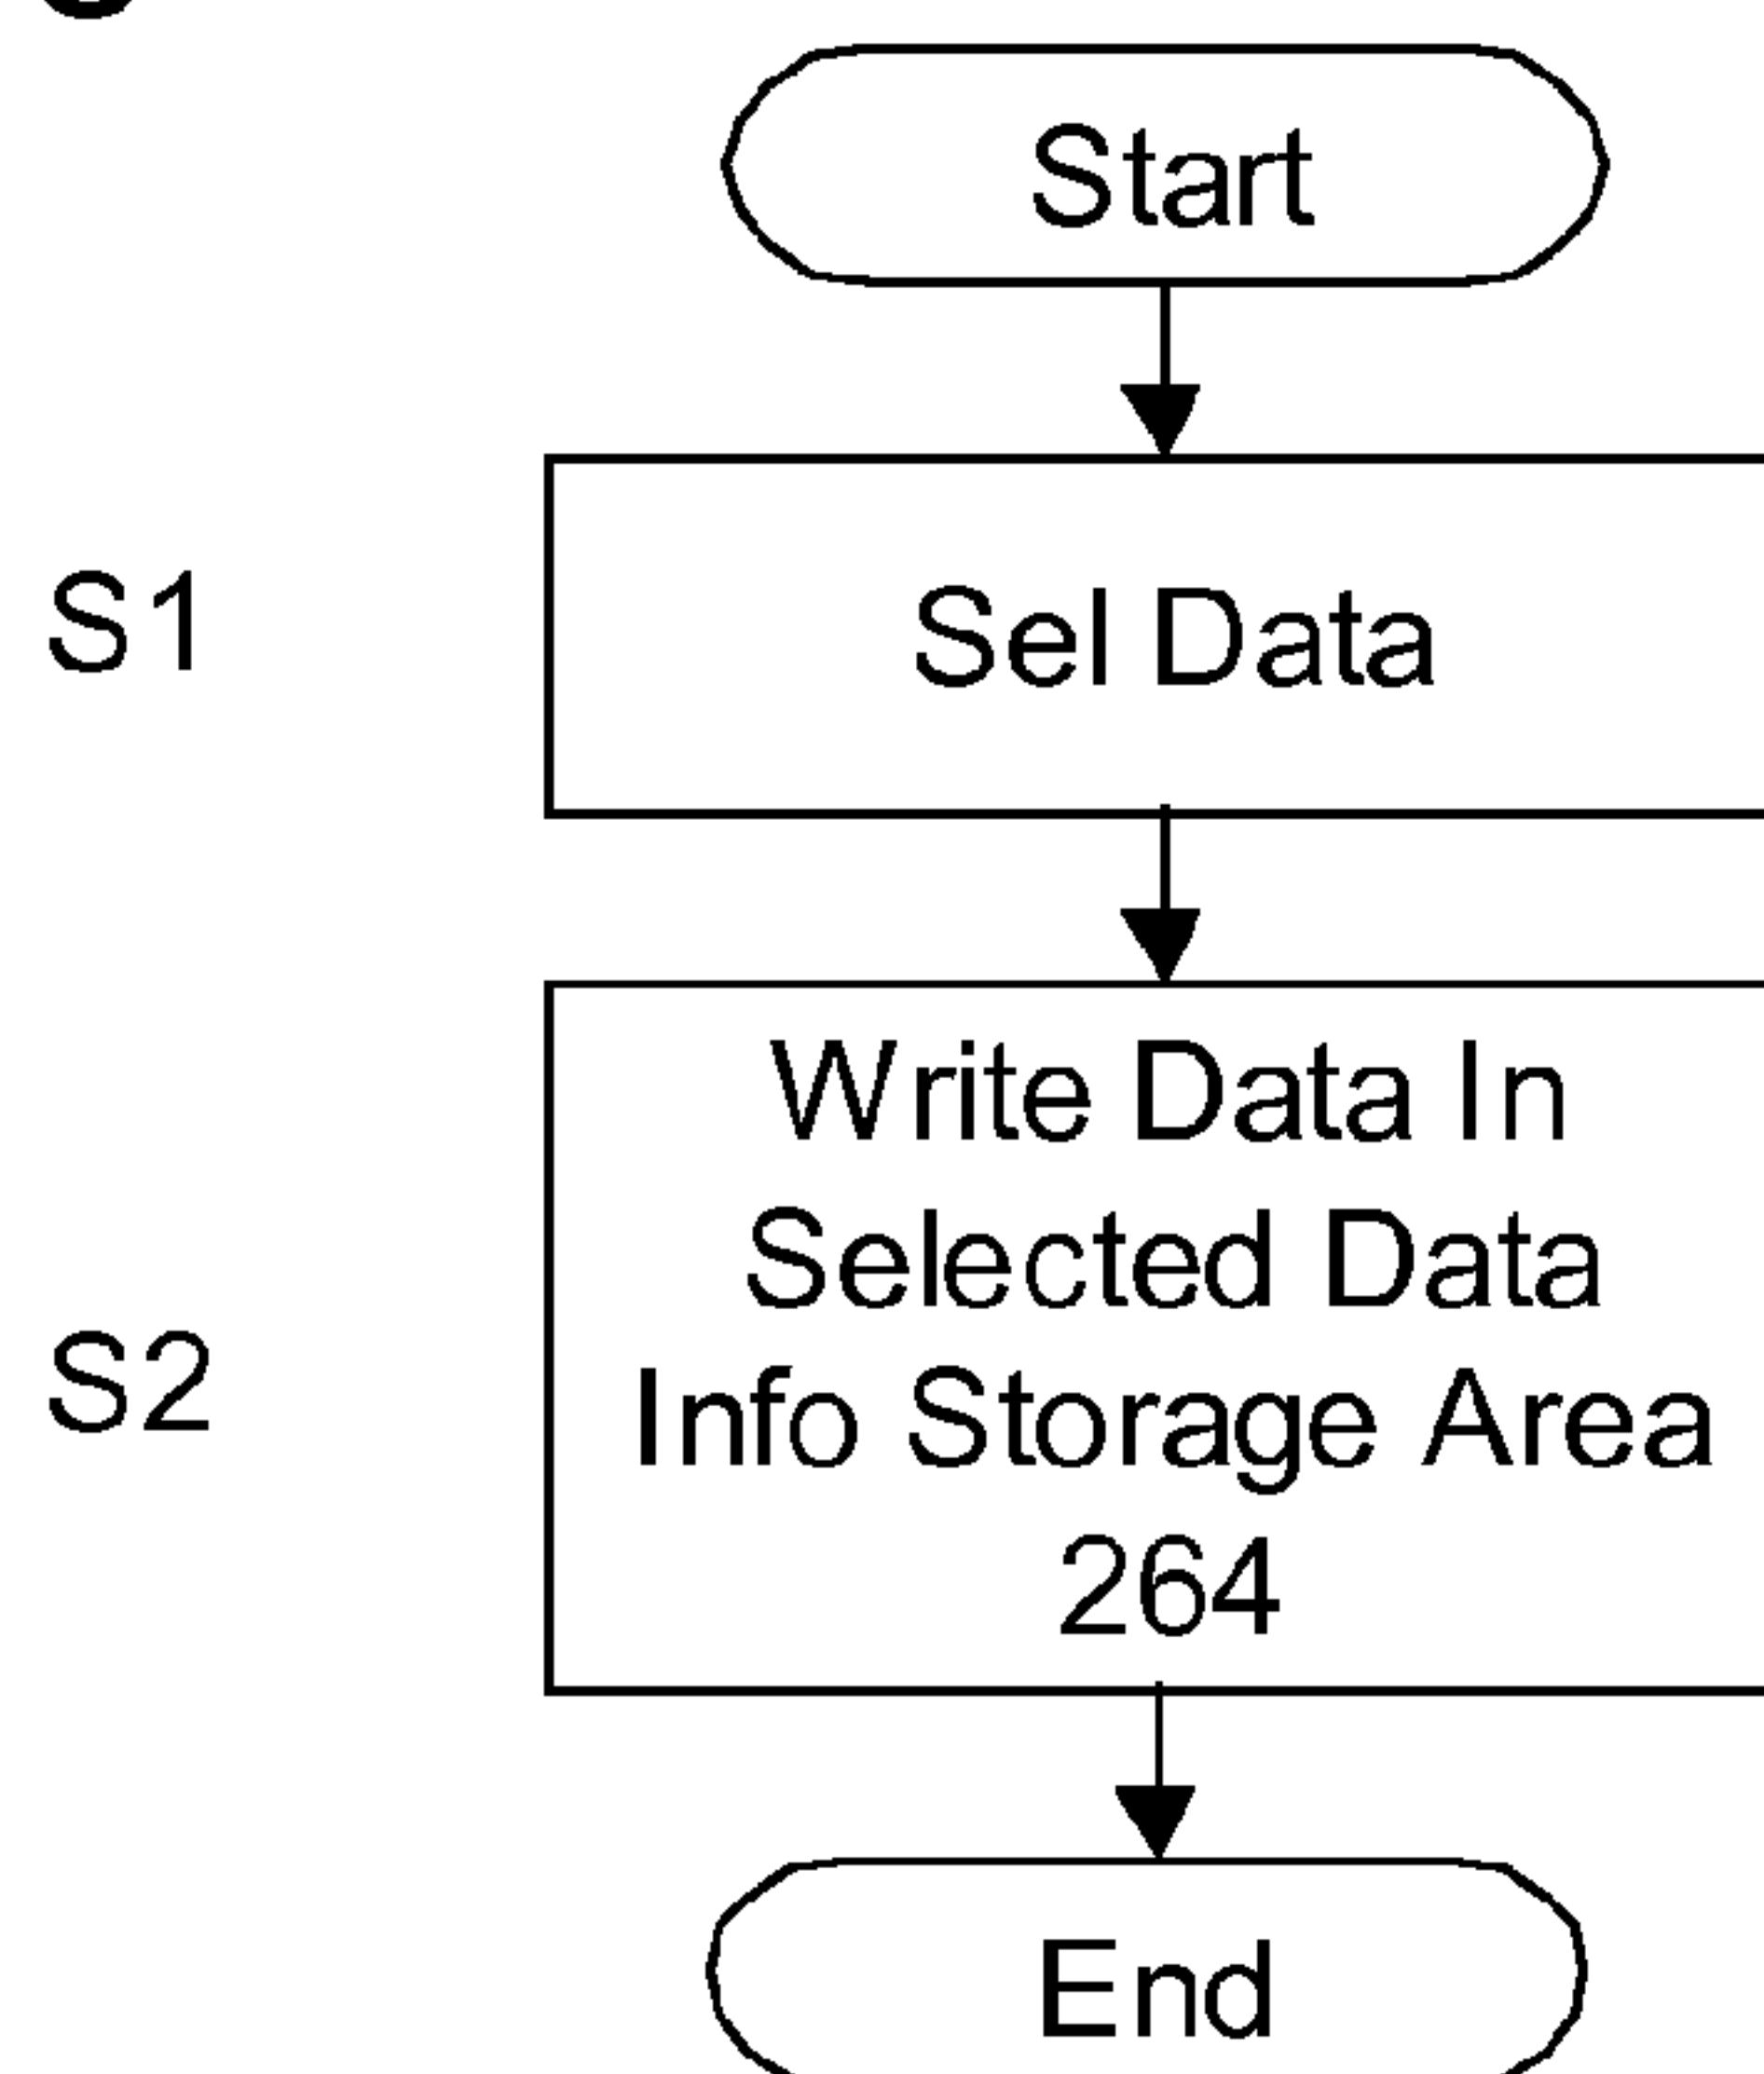 Start
S1
Sel Data
Write Data In
Selected Data
S2
Info Storage Area
264
End